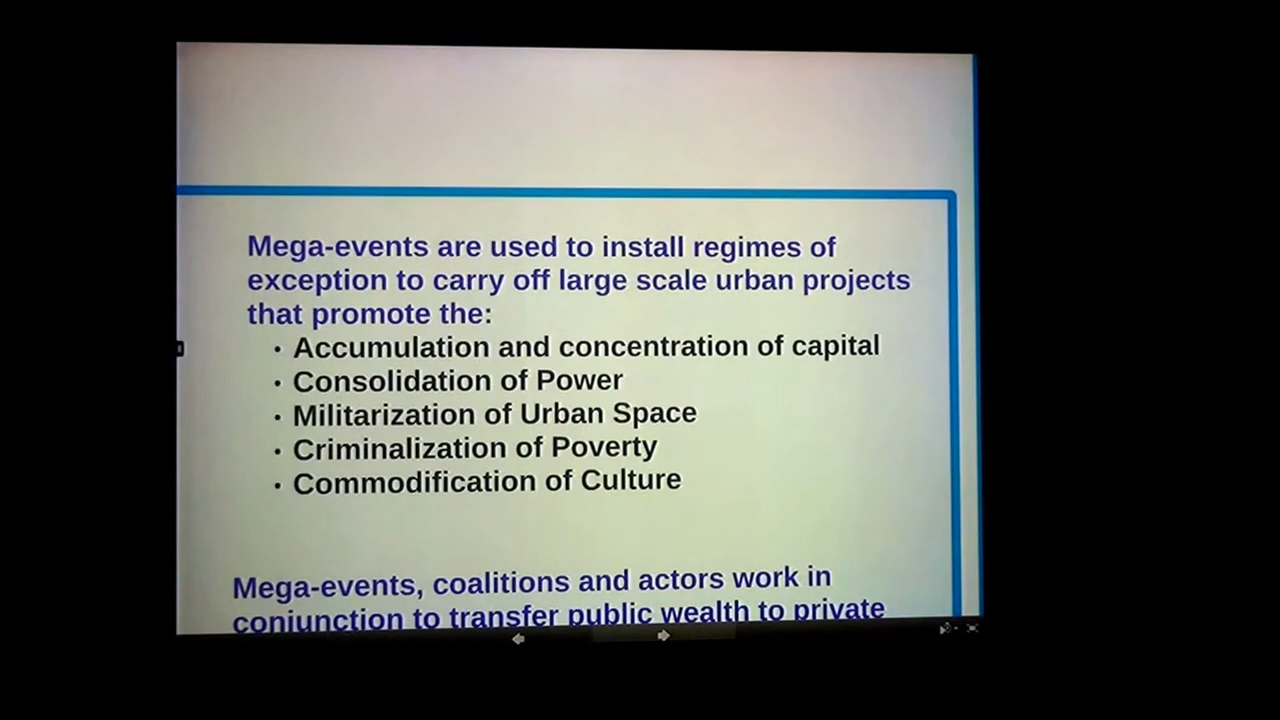 Mega-events are used to install regimes of
exception to carry off large scale urban projects
that promote the:
• Accumulation and concentration of capital
• Consolidation of Power
• Militarization of Urban Space
• Criminalization of Poverty
• Commodification of Culture
Mega-events, coalitions and actors work in
conjunction to transfer public wealth to private